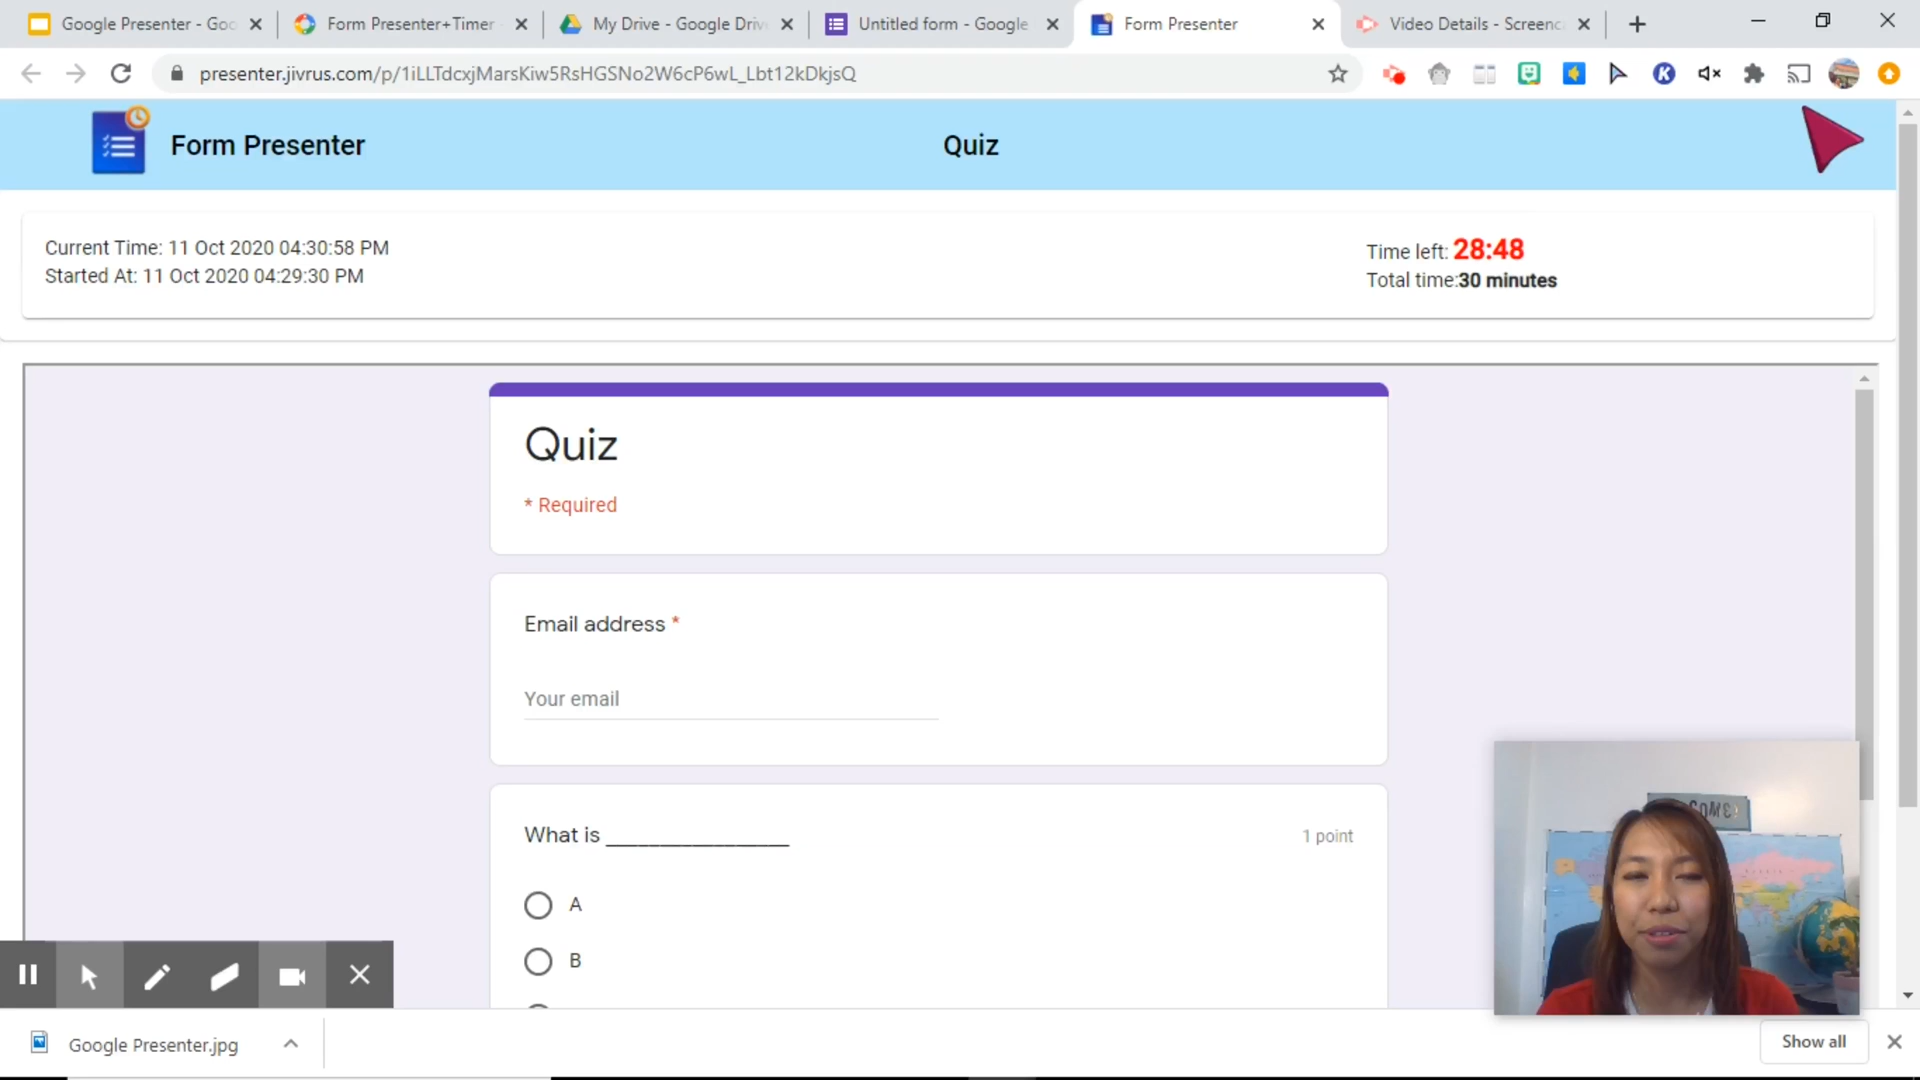 Google Presenter - Goo
Form Presenter+Timer
My Drive - Google Driv
Untitled form - Google
Form Presenter
Video Details - Screenca
presenter.jivrus.com/p/1iLLTdcxjMarsKiw5RsHGSNo2W6cP6wL_Lbt12kDkjsQ
Form Presenter
Quiz
Current Time: 11 Oct 2020 04:30:58 PM
Started At: 11 Oct 2020 04:29:30 PM
Time left: 28:48
Total time:30 minutes
Quiz
* Required
Email address *
Your email
What is _______________
1 point
A
B
Google Presenter.jpg
Show all